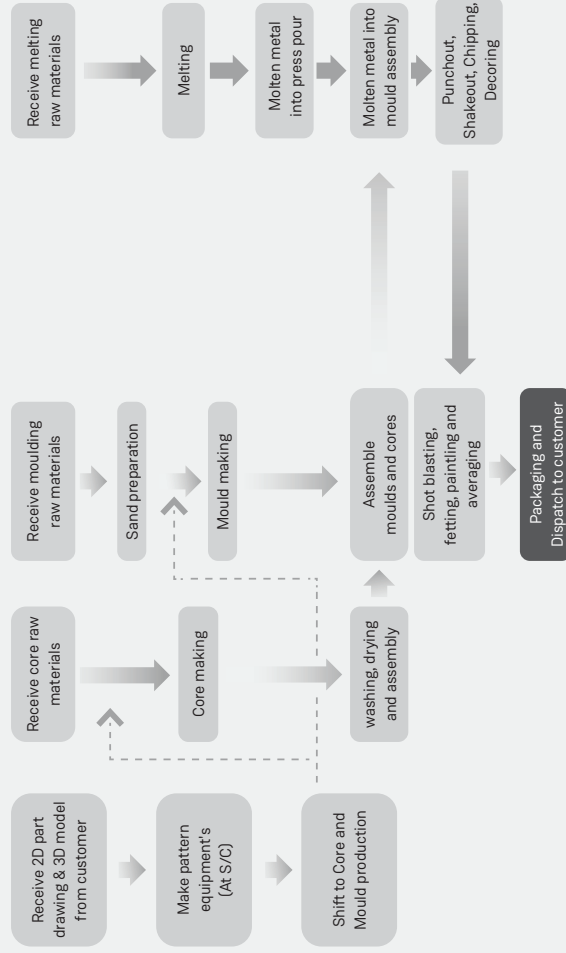 Receive 2D part
drawing & 3D model
from customer
Make pattern
equipment's
(At S/C)
Shift to Core and
Mould production
Receive core raw
materials
Core making
washing, drying
and assembly
Receive moulding
raw materials
Sand preparation
Mould making
Assemble
moulds and cores
Shot blasting,
fetting, paintling and
averaging
Packaging and
Dispatch to customer
Receive melting
raw materials
Melting
Molten metal
into press pour
Molten metal into
mould assembly
Punchout,
Shakeout, Chipping,
Decoring